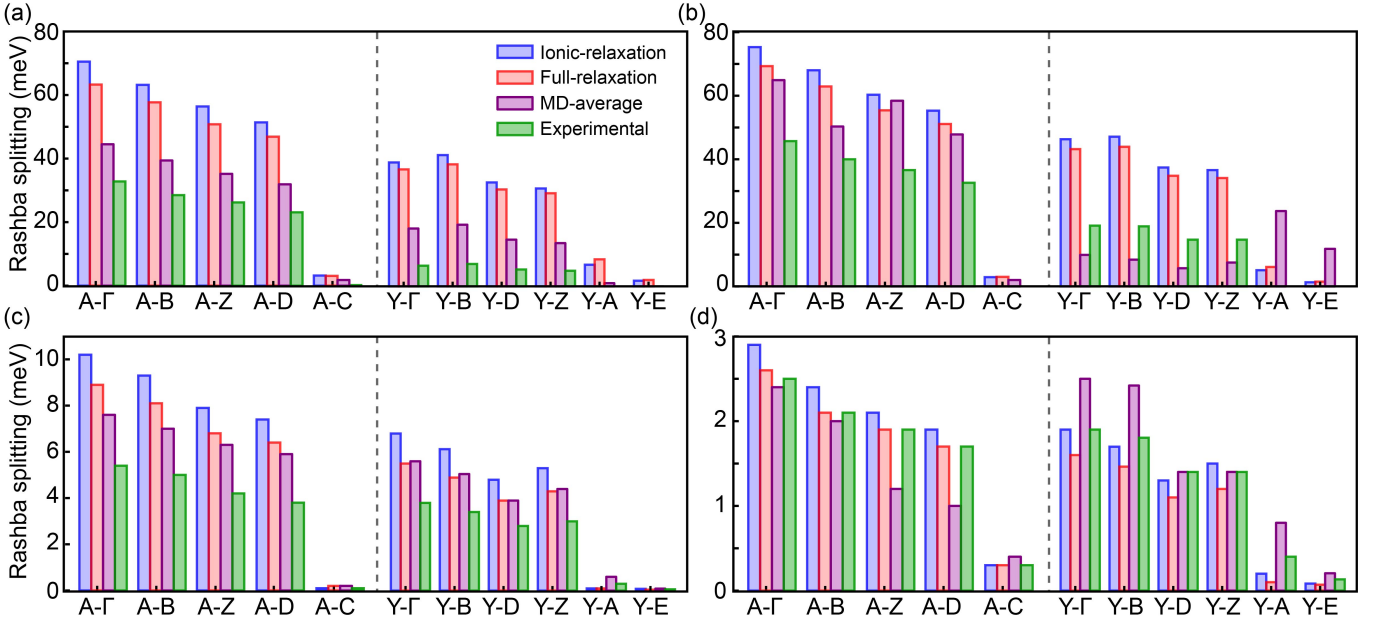 (a)
Rashba splitting (meV)
80
60
40
20
0
Ionic-relaxation
Full-relaxation
MD-average
Experimental
A-Γ A-B A-Z A-D A-C Y-Γ Y-B Y-D Y-Z Y-A Y-E
(b)
80
60
40
20
0
A-Γ A-B A-Z A-D A-C Y-Γ Y-B Y-D Y-Z Y-A Y-E
(c)
Rashba splitting (meV)
10
8
6
4
2
0
A-Γ A-B A-Z A-D A-C Y-Γ Y-B Y-D Y-Z Y-A Y-E
(d)
3
2
1
0
A-Γ A-B A-Z A-D A-C Y-Γ Y-B Y-D Y-Z Y-A Y-E